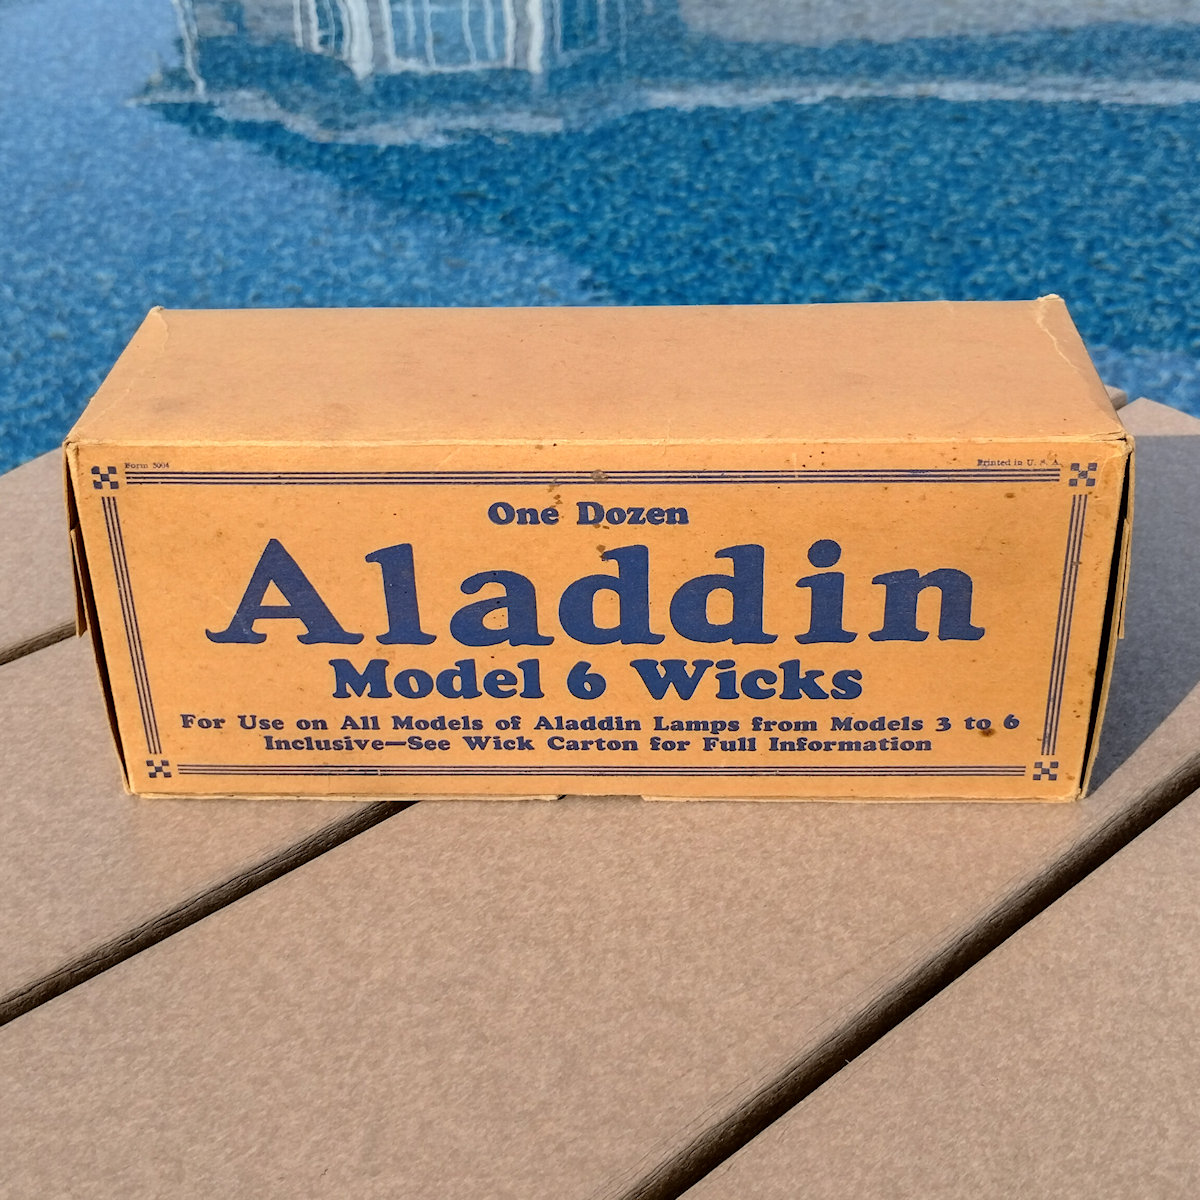 Form 5004
Printed in U. S. A.
One Dozen
Aladdin
Model 6 Wicks
For Use on All Models of Aladdin Lamps from Models 3 to 6
Inclusive—See Wick Carton for Full Information